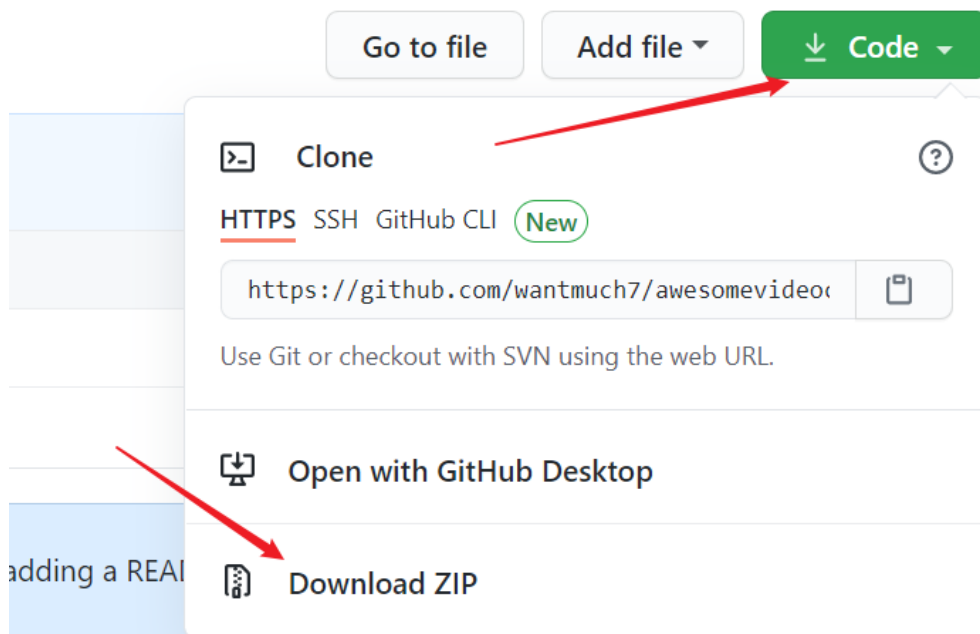 Go to file
Add file
Code
Clone
HTTPS SSH GitHub CLI New
https://github.com/wantmuch7/awesomevideo
Use Git or checkout with SVN using the web URL.
Open with GitHub Desktop
adding a REA
Download ZIP